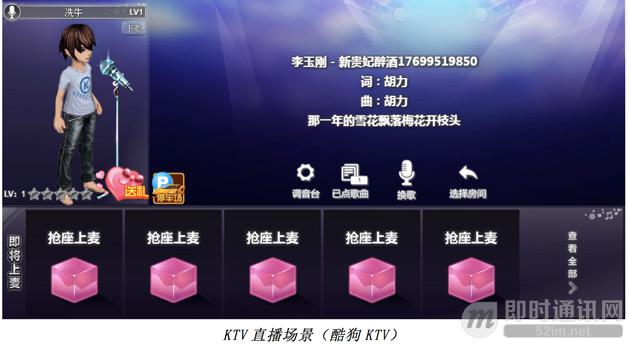 洗牛
LV1
下麦
李玉刚 - 新贵妃醉酒17699519850
词：胡力
曲：胡力
那一年的雪花飘落梅花开枝头
K
LV: 1
送礼
P
停车场
调音台
已点歌曲
1
换歌
选择房间
即将上麦
抢座上麦
抢座上麦
抢座上麦
抢座上麦
抢座上麦
查看全部
即时通讯网
52im.net
KTV 直播场景（酷狗 KTV）